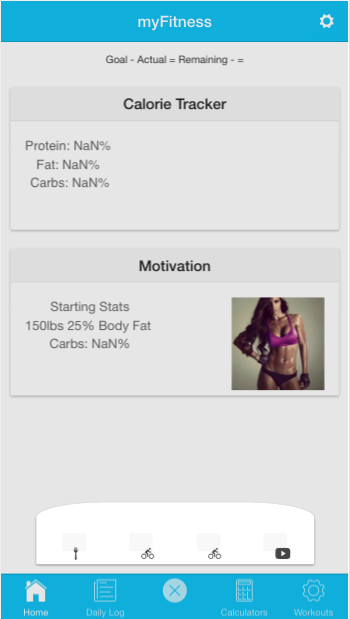 myFitness
Goal - Actual = Remaining - =
Calorie Tracker
Protein: NaN%
Fat: NaN%
Carbs: NaN%
Motivation
Starting Stats
150lbs 25% Body Fat
Carbs: NaN%
Home
Daily Log
Calculators
Workouts